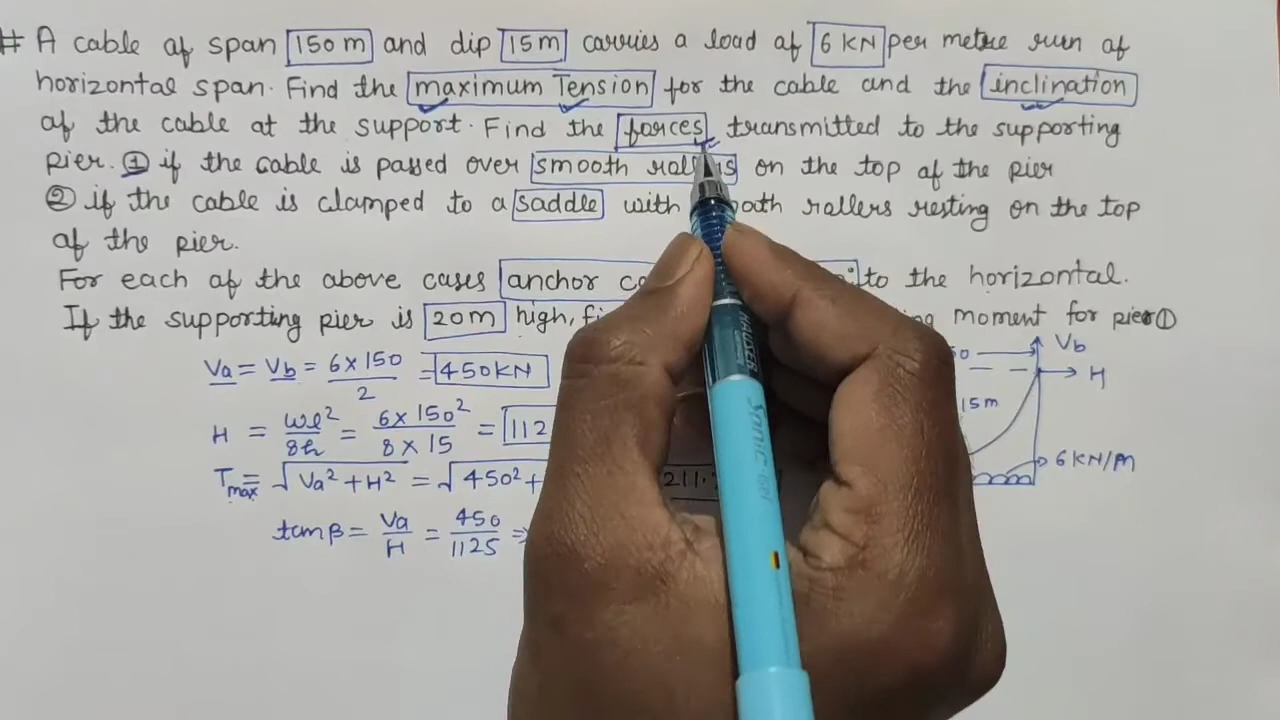 # A cable of span 150 m and dip 15 m carries a load of 6 KN per metre run of
horizontal span. Find the maximum Tension for the cable and the inclination
of the cable at the support. Find the forces transmitted to the supporting
pier. ① if the cable is passed over smooth rollers on the top of the pier
② if the cable is clamped to a saddle with rollers resting on the top
of the pier.
For each of the above cases anchor to the horizontal.
If the supporting pier is 20m high, moment for pier ①
Va = Vb = 6×150/2 = 450KN
H = wl²/8h = 6×150²/8×15 = 112
Tmax = √Va²+H² = √450²+ 211.
tanβ = Va/H = 450/1125 ⇒
Vb
H
15m
6KN/m
SONIC GEL
HAUSER